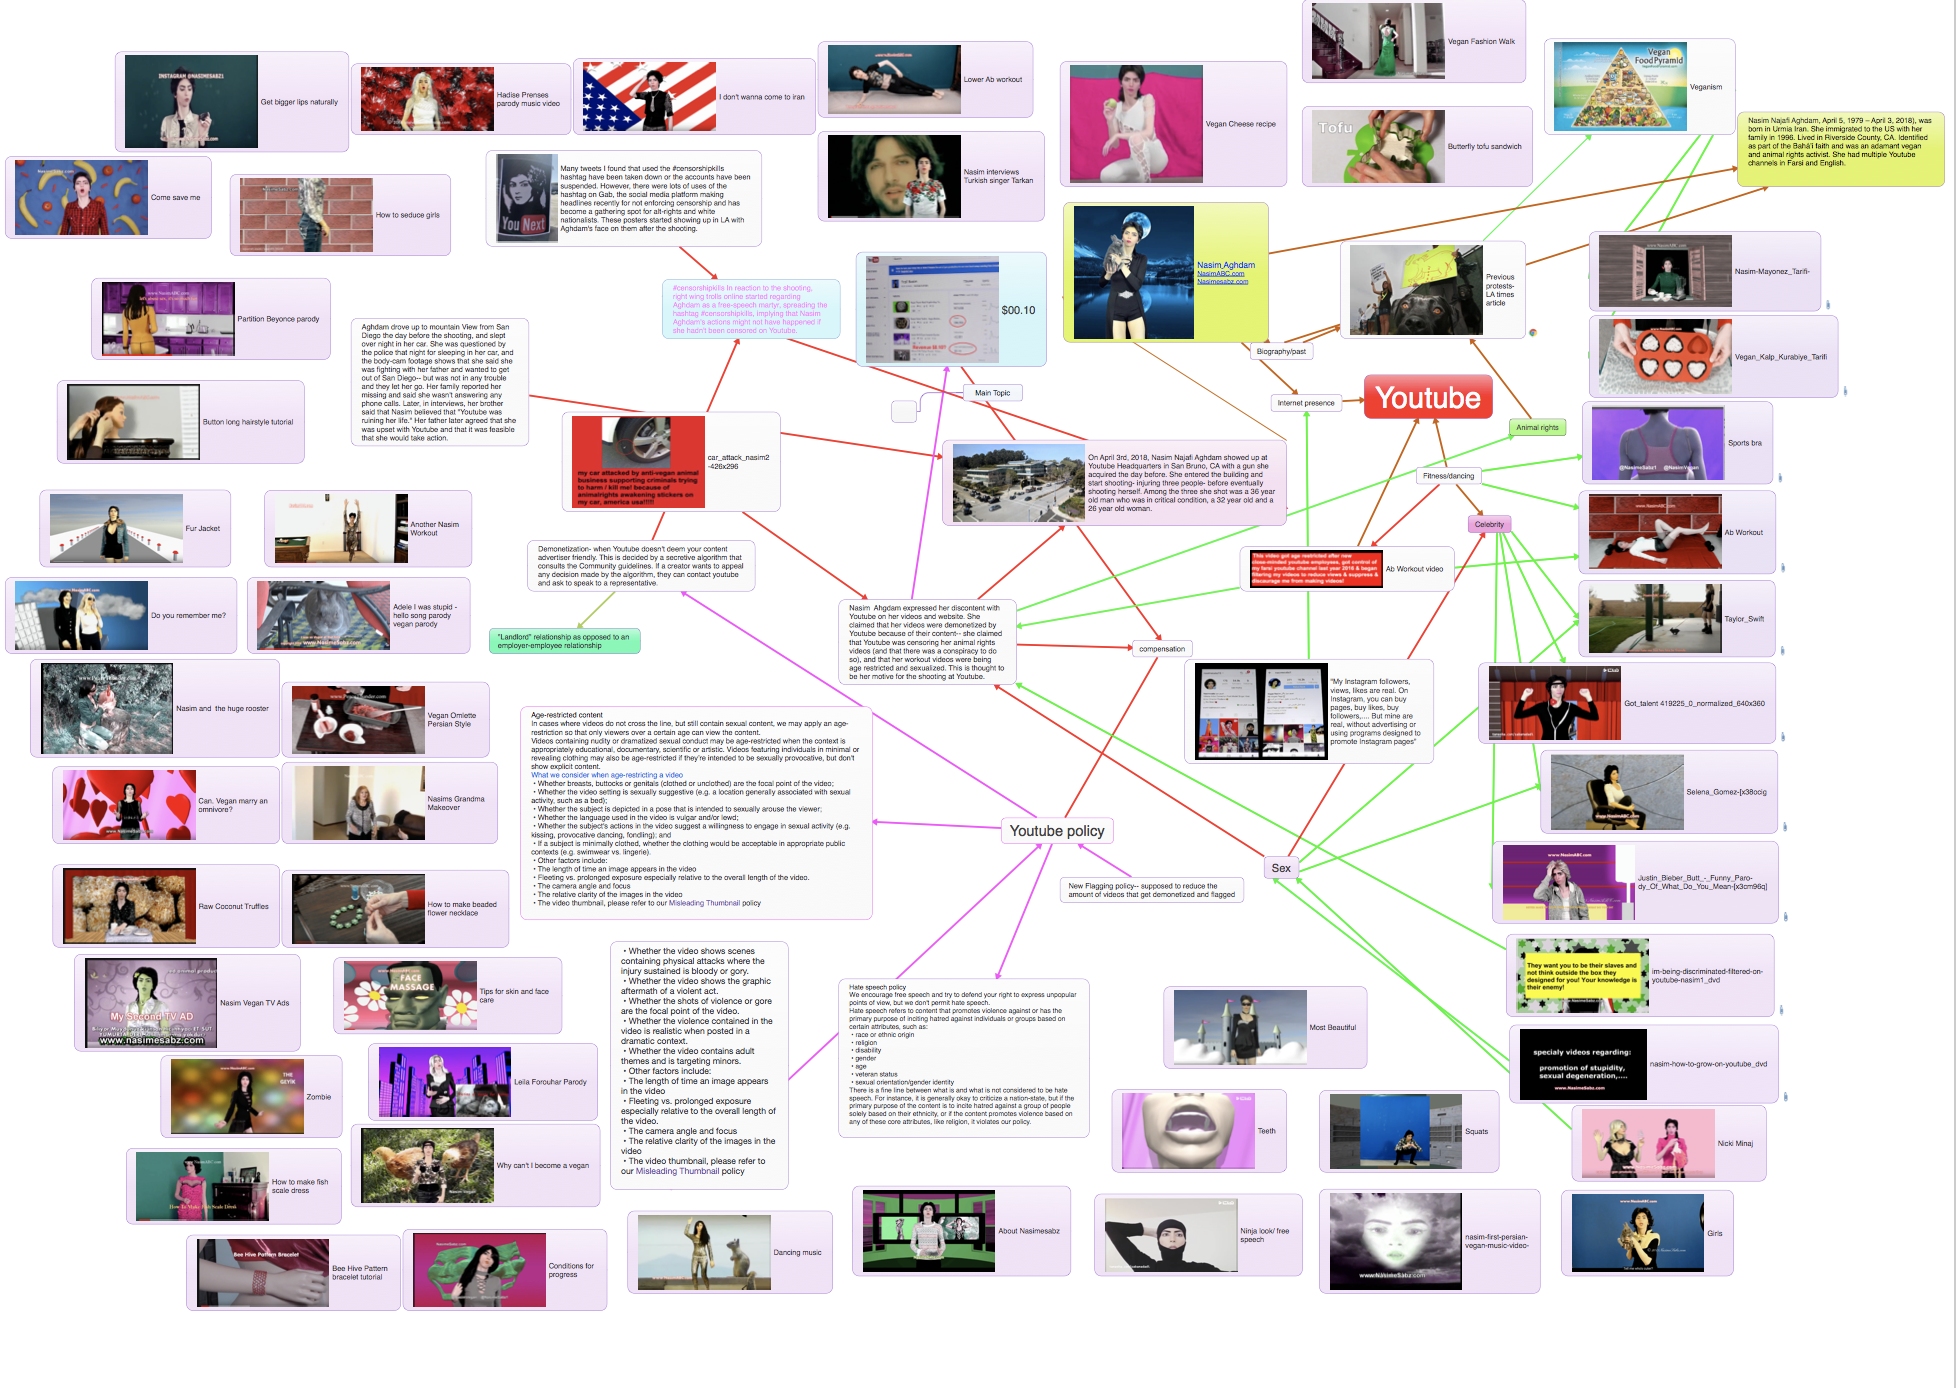 Get bigger lips naturally
Hadise Prenses
parody music video
I don't wanna come to iran
Lower Ab workout
Vegan Cheese recipe
Vegan Fashion Walk
Butterfly tofu sandwich
Tofu
Vegan
FoodPyramid
Veganism
Nasim Najafi Aghdam, April 5, 1979 – April 3, 2018), was
born in Urmia Iran. She immigrated to the US with her
family in 1996. Lived in Riverside County, CA. Identified
as part of the Bahá'í faith and was an adamant vegan
and animal rights activist. She had multiple Youtube
channels in Farsi and English.
Come save me
How to seduce girls
You Next
Many tweets I found that used the #censorshipkills
hashtag have been taken down or the accounts have been
suspended. However, there were lots of uses of the
hashtag on Gab, the social media platform making
headlines recently for not enforcing censorship and has
become a gathering spot for alt-rights and white
nationalists. These posters started showing up in LA with
Aghdam's face on them after the shooting.
Nasim interviews
Turkish singer Tarkan
Nasim Aghdam
NasimABC.com
Nasimesabz.com
Previous
protests-
LA times
article
Nasim-Mayonez_Tarifi-
Vegan_Kalp_Kurabiye_Tarifi
Partition Beyonce parody
#censorshipkills In reaction to the shooting,
right wing trolls online started regarding
Aghdam as a free-speech martyr, spreading the
hashtag #censorshipkills, implying that Nasim
Aghdam's actions might not have happened if
she hadn't been censored on Youtube.
$00.10
Biography/past
Main Topic
Internet presence
Youtube
Animal rights
Aghdam drove up to mountain View from San
Diego the day before the shooting, and slept
over night in her car. She was questioned by
the police that night for sleeping in her car, and
the body-cam footage shows that she said she
was fighting with her father and wanted to get
out of San Diego-- but was not in any trouble
and they let her go. Her family reported her
missing and said she wasn't answering any
phone calls. Later, in interviews, her brother
said that Nasim believed that "Youtube was
ruining her life." Her father later agreed that she
was upset with Youtube and that it was feasible
that she would take action.
Button long hairstyle tutorial
my car attacked by anti-vegan animal
business supporting criminals trying
to harm / kill me! because of
animalrights awakening stickers on
my car, america usa!!!!!
car_attack_nasim2
-426x296
On April 3rd, 2018, Nasim Najafi Aghdam showed up at
Youtube Headquarters in San Bruno, CA with a gun she
acquired the day before. She entered the building and
start shooting- injuring three people- before eventually
shooting herself. Among the three she shot was a 36 year
old man who was in critical condition, a 32 year old and a
26 year old woman.
Fitness/dancing
Sports bra
Celebrity
Ab Workout
Fur Jacket
Another Nasim
Workout
Demonetization- when Youtube doesn't deem your content
advertiser friendly. This is decided by a secretive algorithm that
consults the Community guidelines. If a creator wants to appeal
any decision made by the algorithm, they can contact youtube
and ask to speak to a representative.
This video got age restricted after new
close-minded youtube employees, got control of
my farsi youtube channel last year 2016 & began
filtering my videos to reduce views & suppress &
discourage me from making videos!
Ab Workout video
Do you remember me?
Adele I was stupid -
hello song parody
vegan parody
"Landlord" relationship as opposed to an
employer-employee relationship
Nasim  Ahgdam expressed her discontent with
Youtube on her videos and website. She
claimed that her videos were demonetized by
Youtube because of their content-- she claimed
that Youtube was censoring her animal rights
videos (and that there was a conspiracy to do
so), and that her workout videos were being
age restricted and sexualized. This is thought to
be her motive for the shooting at Youtube.
compensation
Taylor_Swift
"My Instagram followers,
views, likes are real. On
Instagram, you can buy
pages, buy likes, buy
followers,.... But mine are
real, without advertising or
using programs designed to
promote Instagram pages"
Got_talent 419225_0_normalized_640x360
Nasim and  the huge rooster
Vegan Omlette
Persian Style
Age-restricted content
In cases where videos do not cross the line, but still contain sexual content, we may apply an age-
restriction so that only viewers over a certain age can view the content.
Videos containing nudity or dramatized sexual conduct may be age-restricted when the context is
appropriately educational, documentary, scientific or artistic. Videos featuring individuals in minimal or
revealing clothing may also be age-restricted if they're intended to be sexually provocative, but don't
show explicit content.
What we consider when age-restricting a video
• Whether breasts, buttocks or genitals (clothed or unclothed) are the focal point of the video;
• Whether the video setting is sexually suggestive (e.g. a location generally associated with sexual
activity, such as a bed);
• Whether the subject is depicted in a pose that is intended to sexually arouse the viewer;
• Whether the language used in the video is vulgar and/or lewd;
• Whether the subject's actions in the video suggest a willingness to engage in sexual activity (e.g.
kissing, provocative dancing, fondling); and
• If a subject is minimally clothed, whether the clothing would be acceptable in appropriate public
contexts (e.g. swimwear vs. lingerie).
• Other factors include:
• The length of time an image appears in the video
• Fleeting vs. prolonged exposure especially relative to the overall length of the video.
• The camera angle and focus
• The relative clarity of the images in the video
• The video thumbnail, please refer to our Misleading Thumbnail policy
Selena_Gomez-[x38ocig
Can. Vegan marry an
omnivore?
Nasims Grandma
Makeover
Youtube policy
Sex
New Flagging policy-- supposed to reduce the
amount of videos that get demonetized and flagged
Justin_Bieber_Butt_-_Funny_Paro-
dy_Of_What_Do_You_Mean-[x3cm96q]
Raw Coconut Truffles
How to make beaded
flower necklace
• Whether the video shows scenes
containing physical attacks where the
injury sustained is bloody or gory.
• Whether the video shows the graphic
aftermath of a violent act.
• Whether the shots of violence or gore
are the focal point of the video.
• Whether the violence contained in the
video is realistic when posted in a
dramatic context.
• Whether the video contains adult
themes and is targeting minors.
• Other factors include:
• The length of time an image appears
in the video
• Fleeting vs. prolonged exposure
especially relative to the overall length of
the video.
• The camera angle and focus
• The relative clarity of the images in the
video
• The video thumbnail, please refer to
our Misleading Thumbnail policy
Hate speech policy
We encourage free speech and try to defend your right to express unpopular
points of view, but we don't permit hate speech.
Hate speech refers to content that promotes violence against or has the
primary purpose of inciting hatred against individuals or groups based on
certain attributes, such as:
• race or ethnic origin
• religion
• disability
• gender
• age
• veteran status
• sexual orientation/gender identity
There is a fine line between what is and what is not considered to be hate
speech. For instance, it is generally okay to criticize a nation-state, but if the
primary purpose of the content is to incite hatred against a group of people
solely based on their ethnicity, or if the content promotes violence based on
any of these core attributes, like religion, it violates our policy.
They want you to be their slaves and
not think outside the box they
designed for you! Your knowledge is
their enemy!
im-being-discriminated-filtered-on-
youtube-nasim1_dvd
My Second TV AD
www.nasimesabz.com
Nasim Vegan TV Ads
FACE
MASSAGE
Tips for skin and face
care
Most Beautiful
specialy videos regarding:
promotion of stupidity,
sexual degeneration,....
www.NasimeSabz.com
nasim-how-to-grow-on-youtube_dvd
Zombie
Leila Forouhar Parody
Teeth
Squats
Nicki Minaj
How to make fish
scale dress
Why can't I become a vegan
Dancing music
About Nasimesabz
Ninja look/ free
speech
nasim-first-persian-
vegan-music-video-
Girls
Bee Hive Pattern Bracelet
Bee Hive Pattern
bracelet tutorial
Conditions for
progress